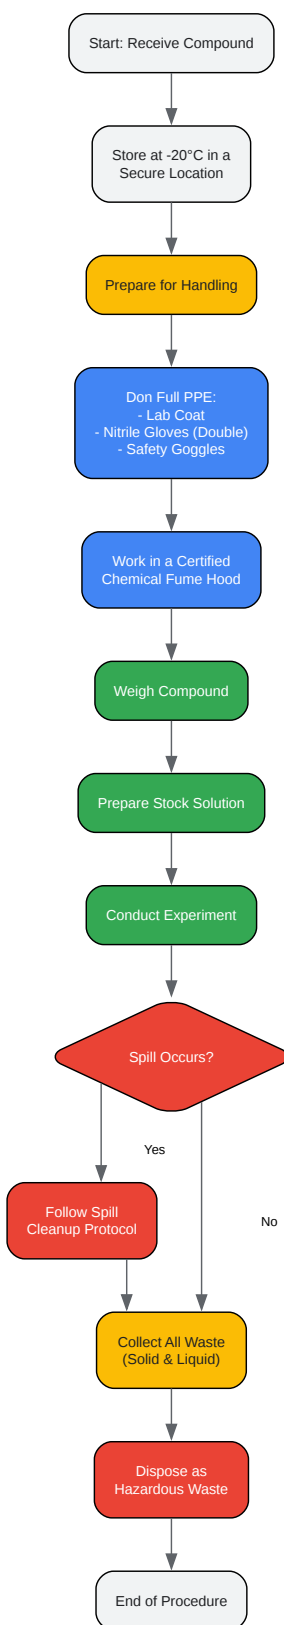 Start: Receive Compound
Store at -20°C in a
Secure Location
Prepare for Handling
Don Full PPE:
- Lab Coat
- Nitrile Gloves (Double)
- Safety Goggles
Work in a Certified
Chemical Fume Hood
Weigh Compound
Prepare Stock Solution
Conduct Experiment
Spill Occurs?
Yes
No
Follow Spill
Cleanup Protocol
Collect All Waste
(Solid & Liquid)
Dispose as
Hazardous Waste
End of Procedure